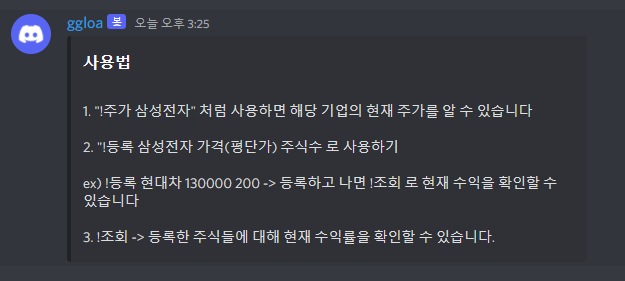 ggloa 봇 오늘 오후 3:25
사용법
1. "!주가 삼성전자" 처럼 사용하면 해당 기업의 현재 주가를 알 수 있습니다
2. "!등록 삼성전자 가격(평단가) 주식수 로 사용하기
ex) !등록 현대차 130000 200 -> 등록하고 나면 !조회 로 현재 수익을 확인할 수
있습니다
3. !조회 -> 등록한 주식들에 대해 현재 수익률을 확인할 수 있습니다.